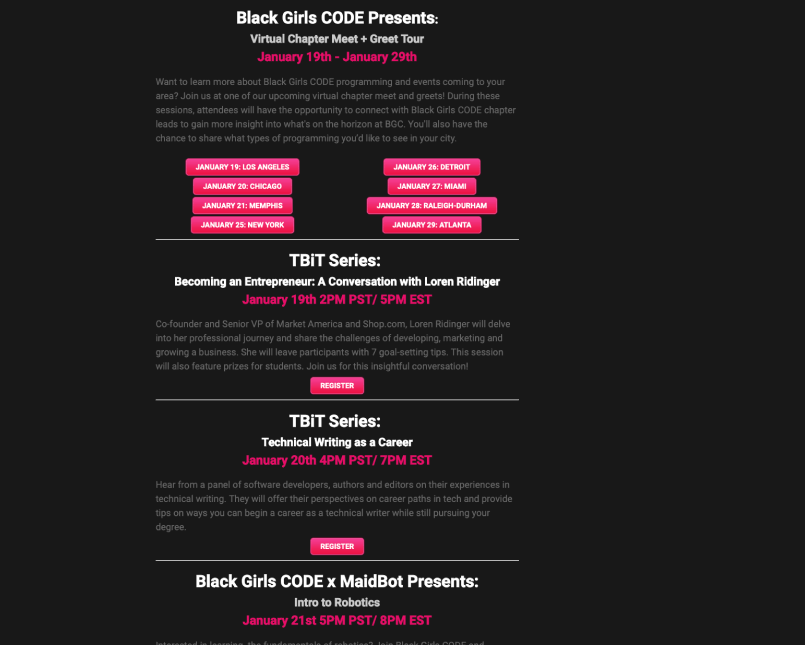 Black Girls CODE Presents:
Virtual Chapter Meet + Greet Tour
January 19th - January 29th
Want to learn more about Black Girls CODE programming and events coming to your
area? Join us at one of our upcoming virtual chapter meet and greets! During these
sessions, attendees will have the opportunity to connect with Black Girls CODE chapter
leads to gain more insight into what's on the horizon at BGC. You'll also have the
chance to share what types of programming you'd like to see in your city.
JANUARY 19: LOS ANGELES
JANUARY 20: CHICAGO
JANUARY 21: MEMPHIS
JANUARY 25: NEW YORK
JANUARY 26: DETROIT
JANUARY 27: MIAMI
JANUARY 28: RALEIGH-DURHAM
JANUARY 29: ATLANTA
TBiT Series:
Becoming an Entrepreneur: A Conversation with Loren Ridinger
January 19th 2PM PST/ 5PM EST
Co-founder and Senior VP of Market America and Shop.com, Loren Ridinger will delve
into her professional journey and share the challenges of developing, marketing and
growing a business. She will leave participants with 7 goal-setting tips. This session
will also feature prizes for students. Join us for this insightful conversation!
REGISTER
TBiT Series:
Technical Writing as a Career
January 20th 4PM PST/ 7PM EST
Hear from a panel of software developers, authors and editors on their experiences in
technical writing. They will offer their perspectives on career paths in tech and provide
tips on ways you can begin a career as a technical writer while still pursuing your
degree.
REGISTER
Black Girls CODE x MaidBot Presents:
Intro to Robotics
January 21st 5PM PST/ 8PM EST
Interested in learning the fundamentals of robotics? Join Black Girls CODE and